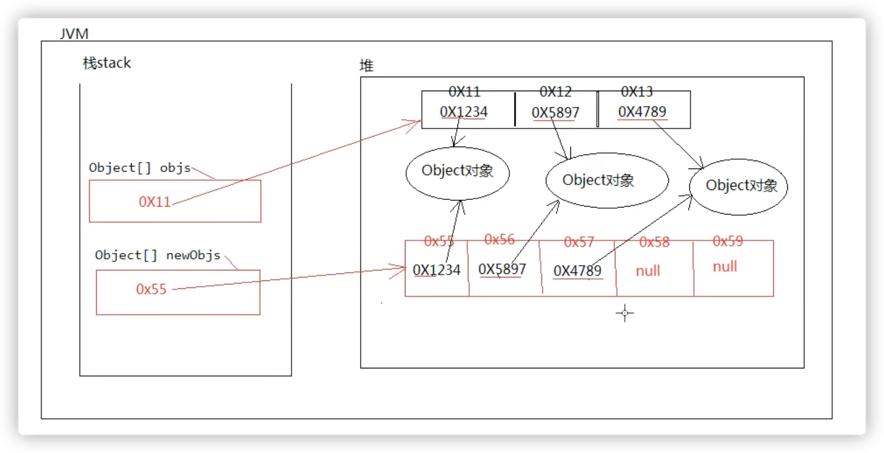 JVM
栈stack
堆
0X11 0X12 0X13
0X1234 0X5897 0X4789
Object[] objs
0X11
Object对象 Object对象 Object对象
Object[] newObjs
0x55
0x55 0x56 0x57 0x58 0x59
0X1234 0X5897 0X4789 null null